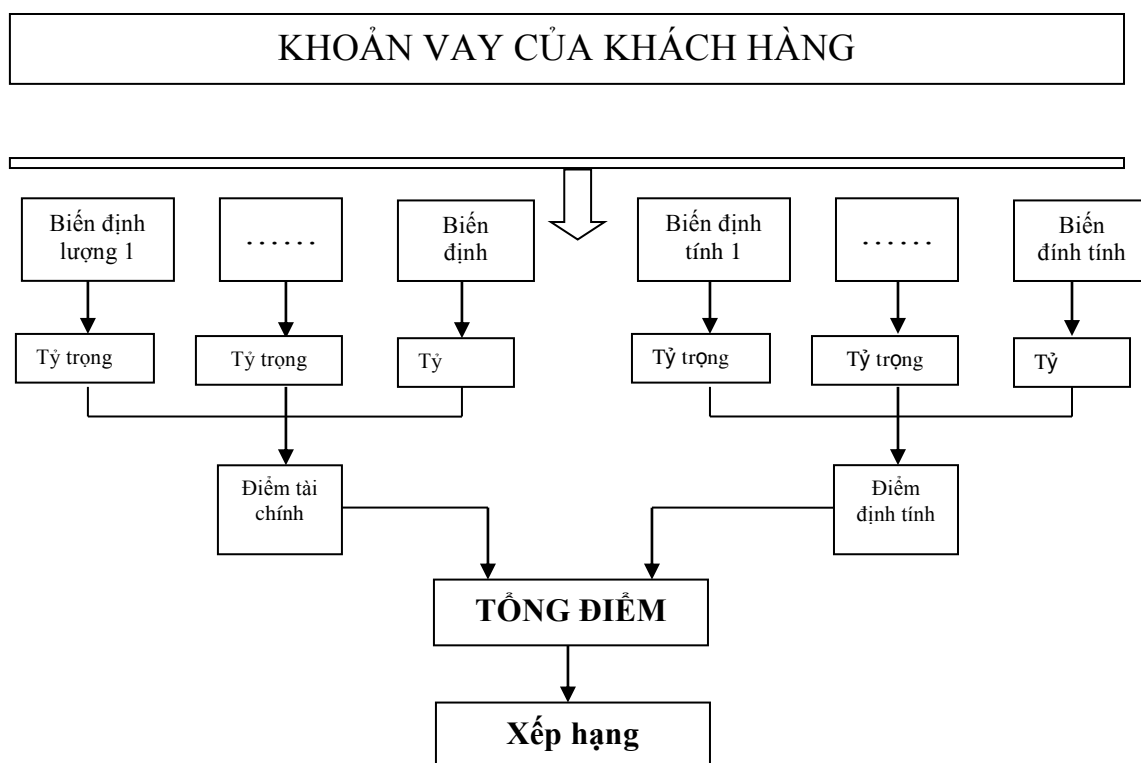 KHOẢN VAY CỦA KHÁCH HÀNG
Biến định
lượng 1
......
Biến
định
Biến định
tính 1
......
Biến
đính tính
Tỷ trọng
Tỷ trọng
Tỷ
Tỷ trọng
Tỷ trọng
Tỷ
Điểm tài
chính
Điểm
định tính
TỔNG ĐIỂM
Xếp hạng